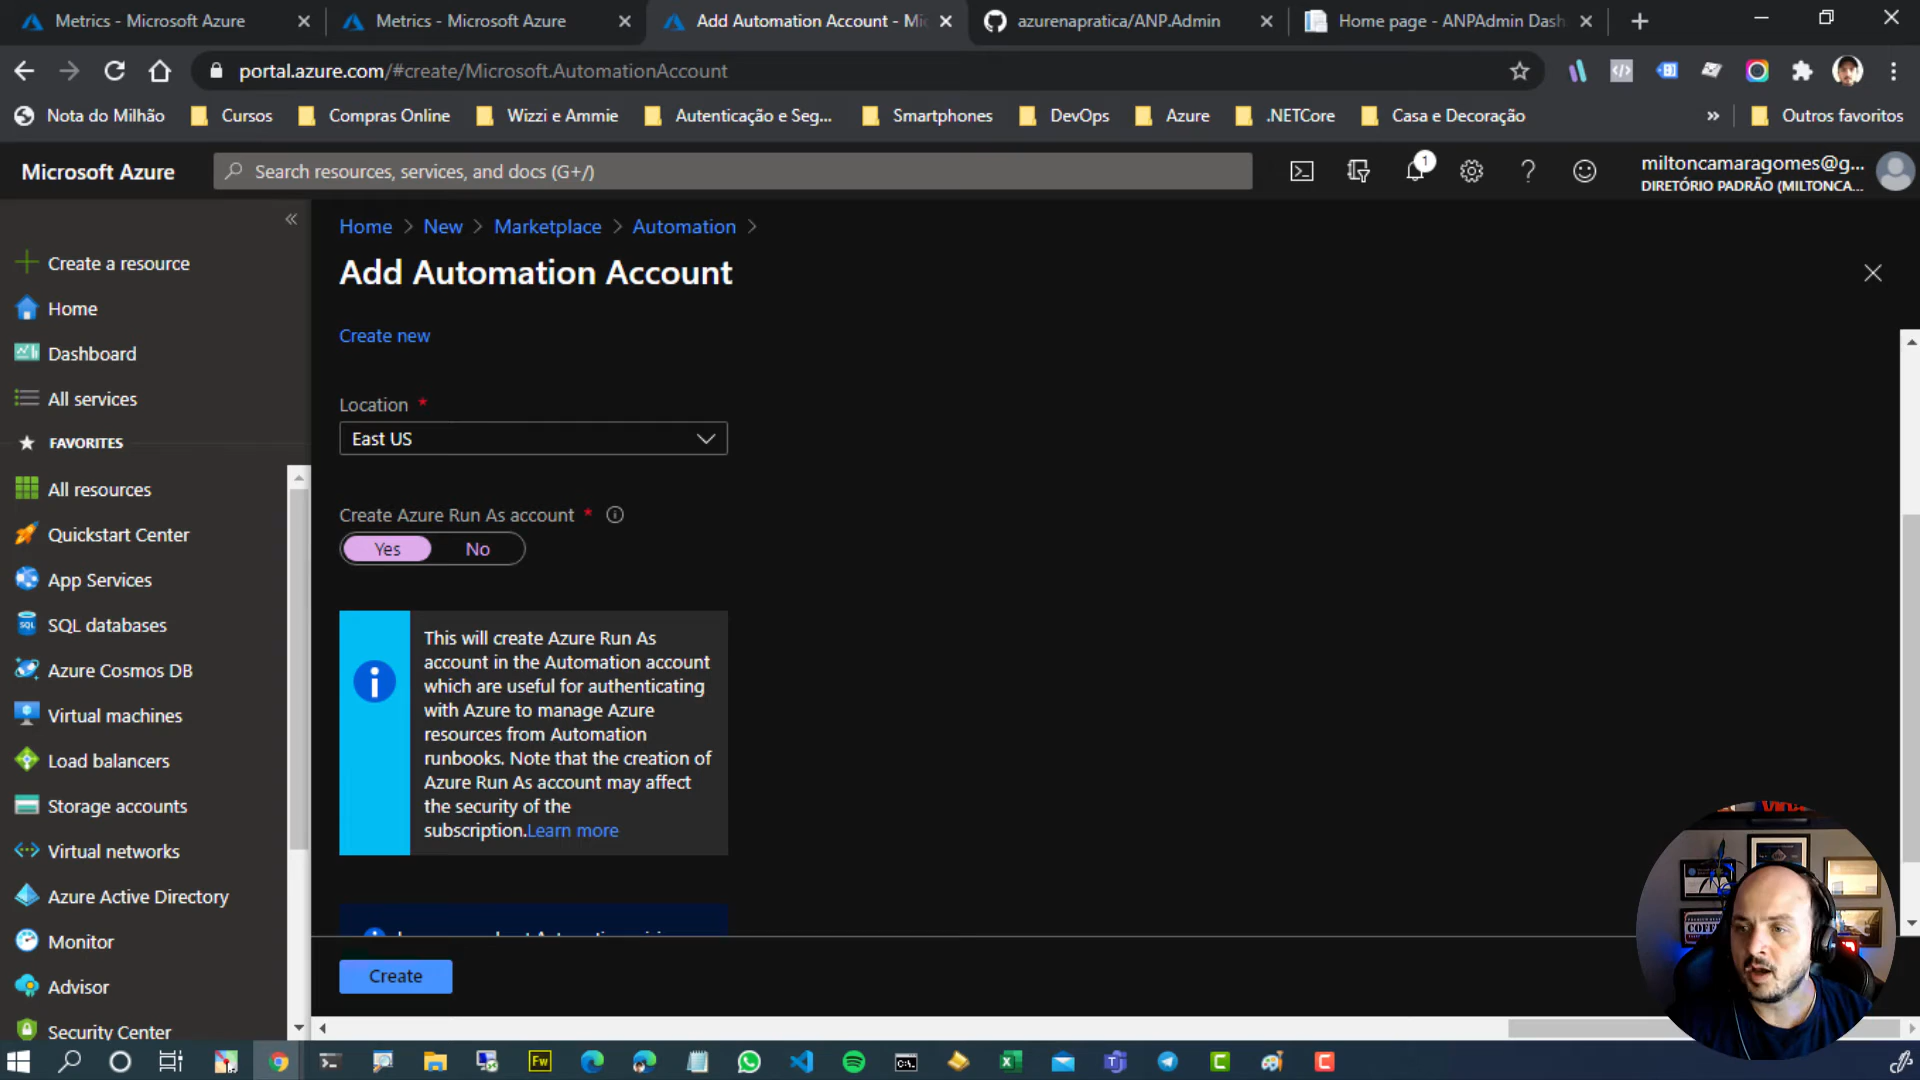 Metrics - Microsoft Azure
Metrics - Microsoft Azure
Add Automation Account - Mi
azurenapratica/ANP.Admin
Home page - ANPAdmin Dash
portal.azure.com/#create/Microsoft.AutomationAccount
Nota do Milhão
Cursos
Compras Online
Wizzi e Ammie
Autenticação e Seg...
Smartphones
DevOps
Azure
.NETCore
Casa e Decoração
Outros favoritos
Microsoft Azure
Search resources, services, and docs (G+/)
1
miltoncamaragomes@g...
DIRETÓRIO PADRÃO (MILTONCA...
Create a resource
Home
Dashboard
All services
FAVORITES
All resources
Quickstart Center
App Services
SQL databases
Azure Cosmos DB
Virtual machines
Load balancers
Storage accounts
Virtual networks
Azure Active Directory
Monitor
Advisor
Security Center
Home > New > Marketplace > Automation >
Add Automation Account
Create new
Location *
East US
Create Azure Run As account *
Yes
No
This will create Azure Run As
account in the Automation account
which are useful for authenticating
with Azure to manage Azure
resources from Automation
runbooks. Note that the creation of
Azure Run As account may affect
the security of the
subscription.Learn more
Create